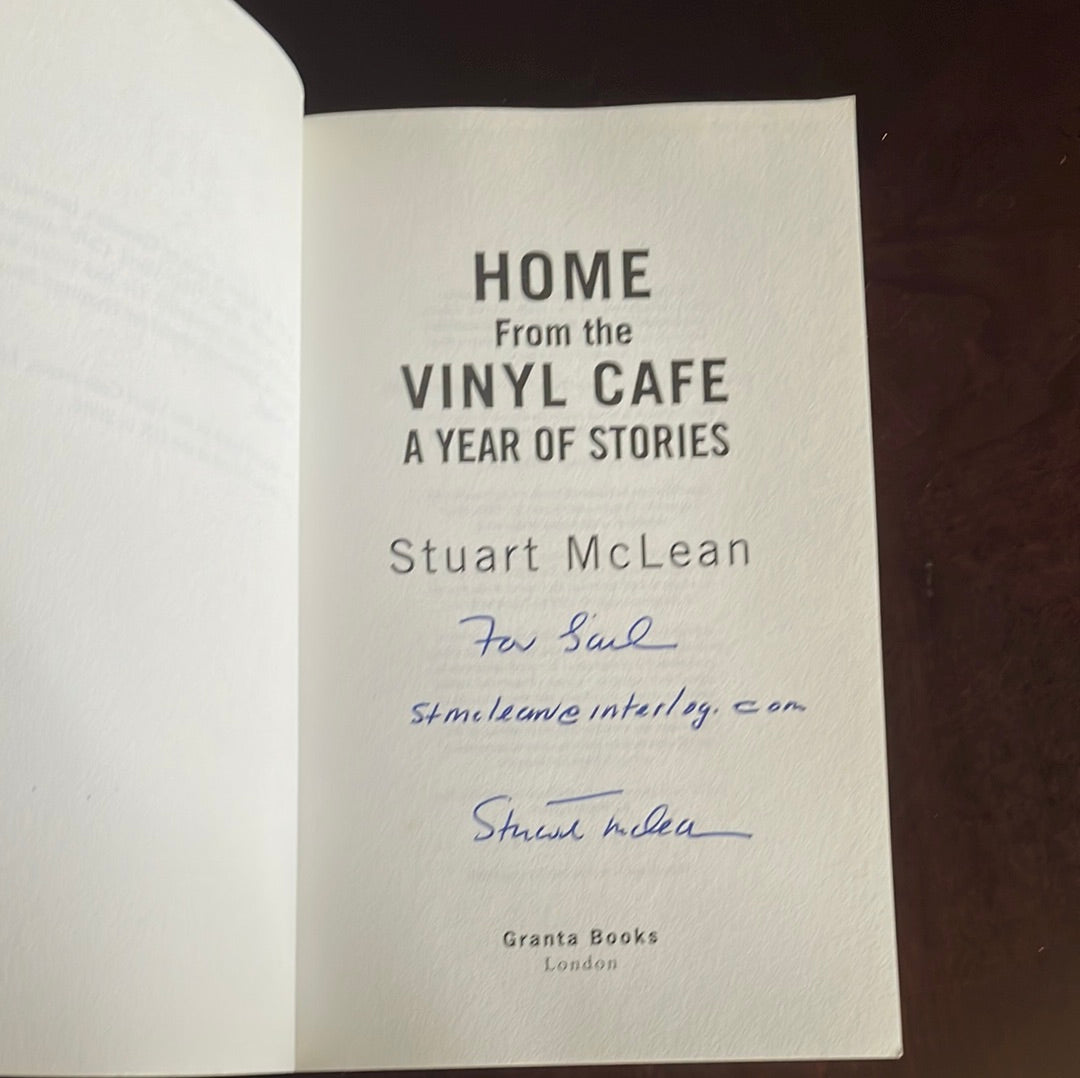 HOME
From the
VINYL CAFE
A YEAR OF STORIES
Stuart McLean
For
stmclean@interlog.com
Stuart McLean
Granta Books
London